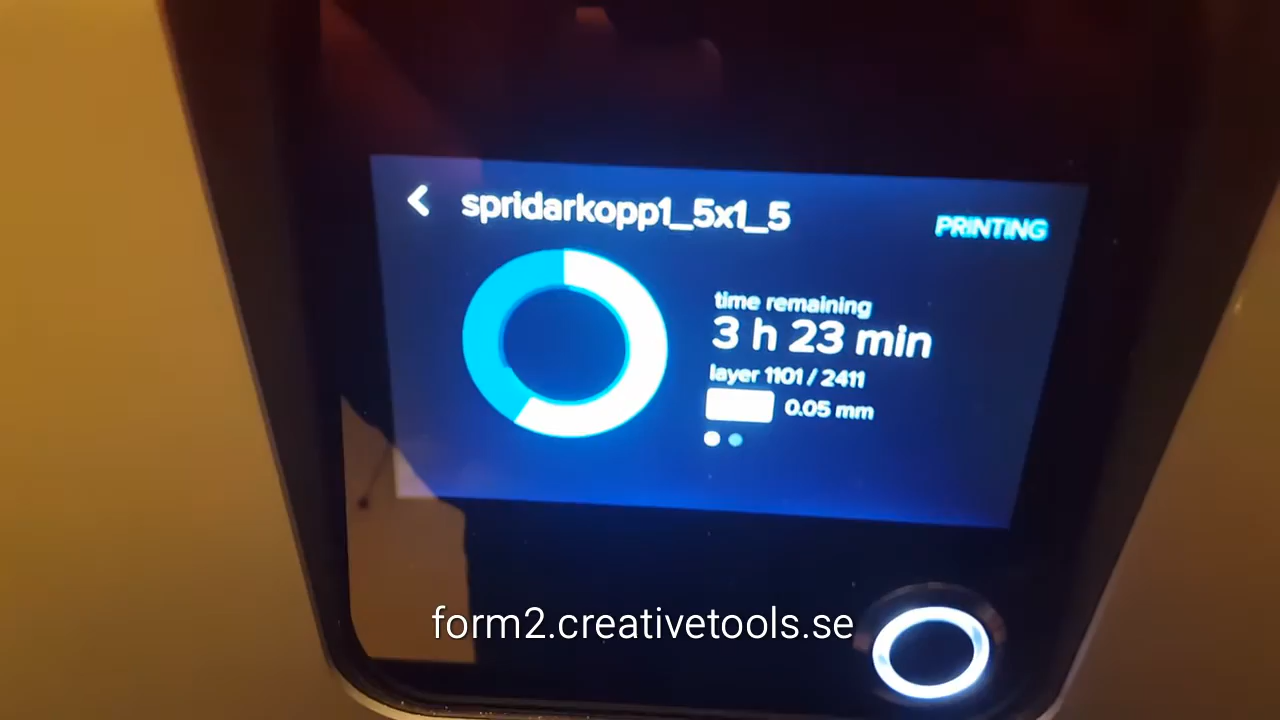 spridarkopp1_5x1_5
PRINTING
time remaining
3 h 23 min
layer 1101 / 2411
0.05 mm
form2.creativetools.se